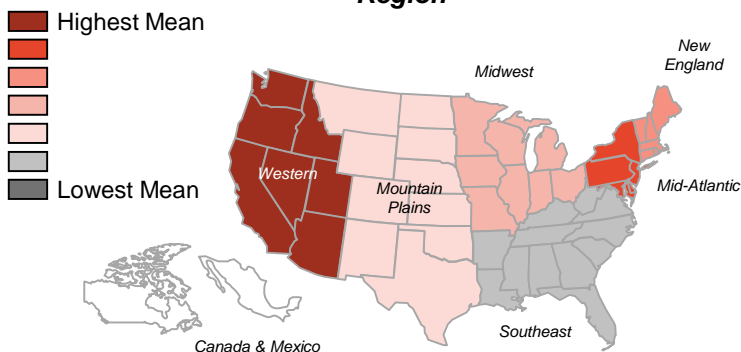 Region
Highest Mean
Lowest Mean
New
England
Midwest
Western
Mountain
Plains
Mid-Atlantic
Southeast
Canada & Mexico